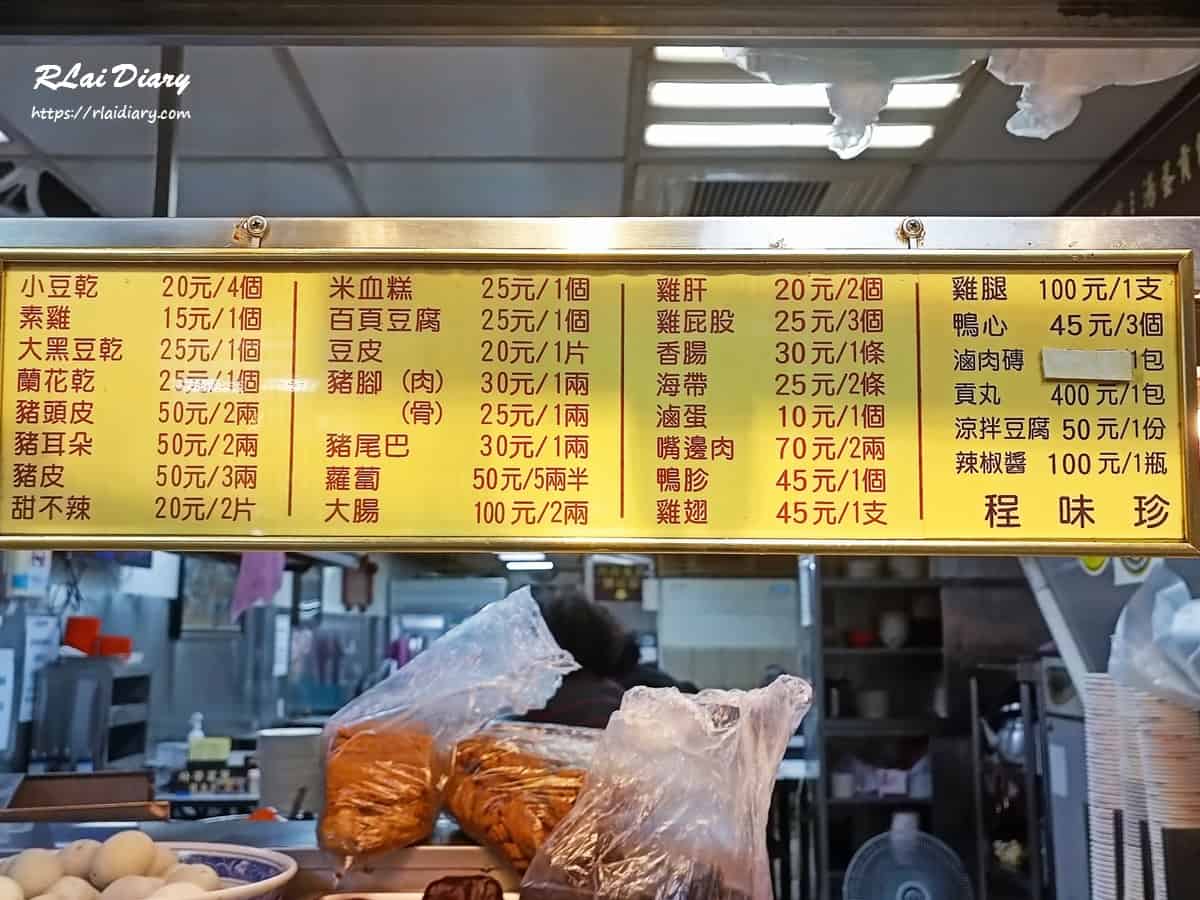 RLai Diary
https://rlaidiary.com
小豆乾 20元/4個
素雞 15元/1個
大黑豆乾 25元/1個
蘭花乾 25元/1個
豬頭皮 50元/2兩
豬耳朵 50元/2兩
豬皮 50元/3兩
甜不辣 20元/2片
米血糕 25元/1個
百頁豆腐 25元/1個
豆皮 20元/1片
豬腳（肉） 30元/1兩
（骨） 25元/1兩
豬尾巴 30元/1兩
蘿蔔 50元/5兩半
大腸 100元/2兩
雞肝 20元/2個
雞屁股 25元/3個
香腸 30元/1條
海帶 25元/2條
滷蛋 10元/1個
嘴邊肉 70元/2兩
鴨胗 45元/1個
雞翅 45元/1支
雞腿 100元/1支
鴨心 45元/3個
滷肉磚 1包
貢丸 400元/1包
涼拌豆腐 50元/1份
辣椒醬 100元/1瓶
程味珍